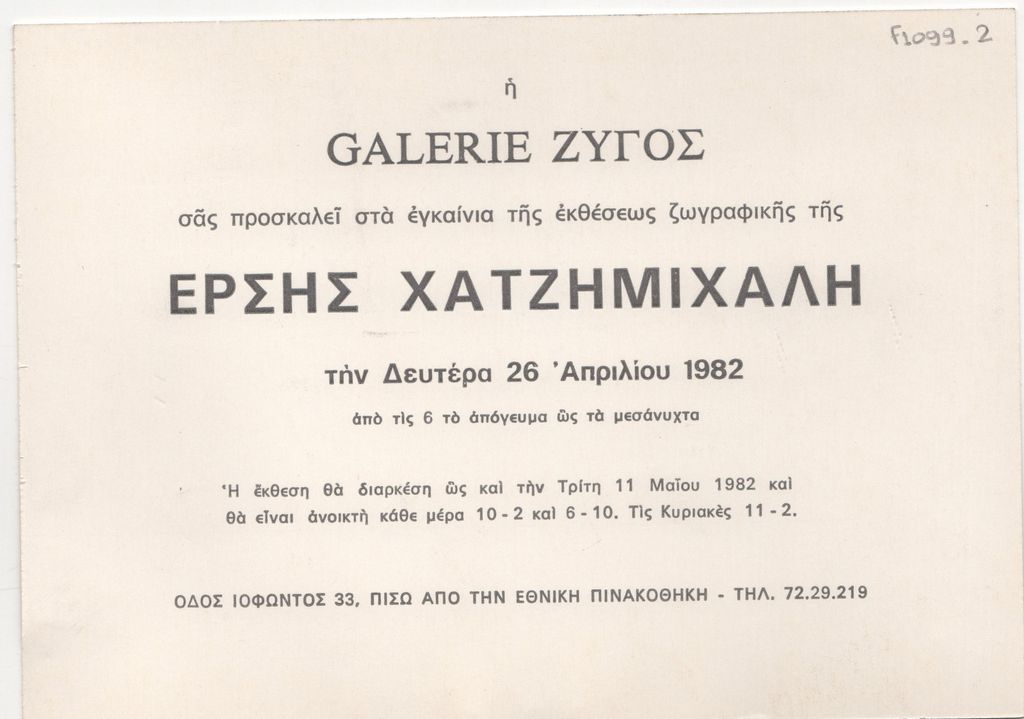 F1099.2
ἡ
GALERIE ΖΥΓΟΣ
σᾶς προσκαλεῖ στὰ ἐγκαίνια τῆς ἐκθέσεως ζωγραφικῆς τῆς
ΕΡΣΗΣ ΧΑΤΖΗΜΙΧΑΛΗ
τὴν Δευτέρα 26 Ἀπριλίου 1982
ἀπὸ τὶς 6 τὸ ἀπόγευμα ὣς τὰ μεσάνυχτα
Ἡ ἔκθεση θὰ διαρκέση ὣς καὶ τὴν Τρίτη 11 Μαΐου 1982 καὶ
θὰ εἶναι ἀνοικτὴ κάθε μέρα 10 - 2 καὶ 6 - 10. Τὶς Κυριακὲς 11 - 2.
ΟΔΟΣ ΙΟΦΩΝΤΟΣ 33, ΠΙΣΩ ΑΠΟ ΤΗΝ ΕΘΝΙΚΗ ΠΙΝΑΚΟΘΗΚΗ - ΤΗΛ. 72.29.219